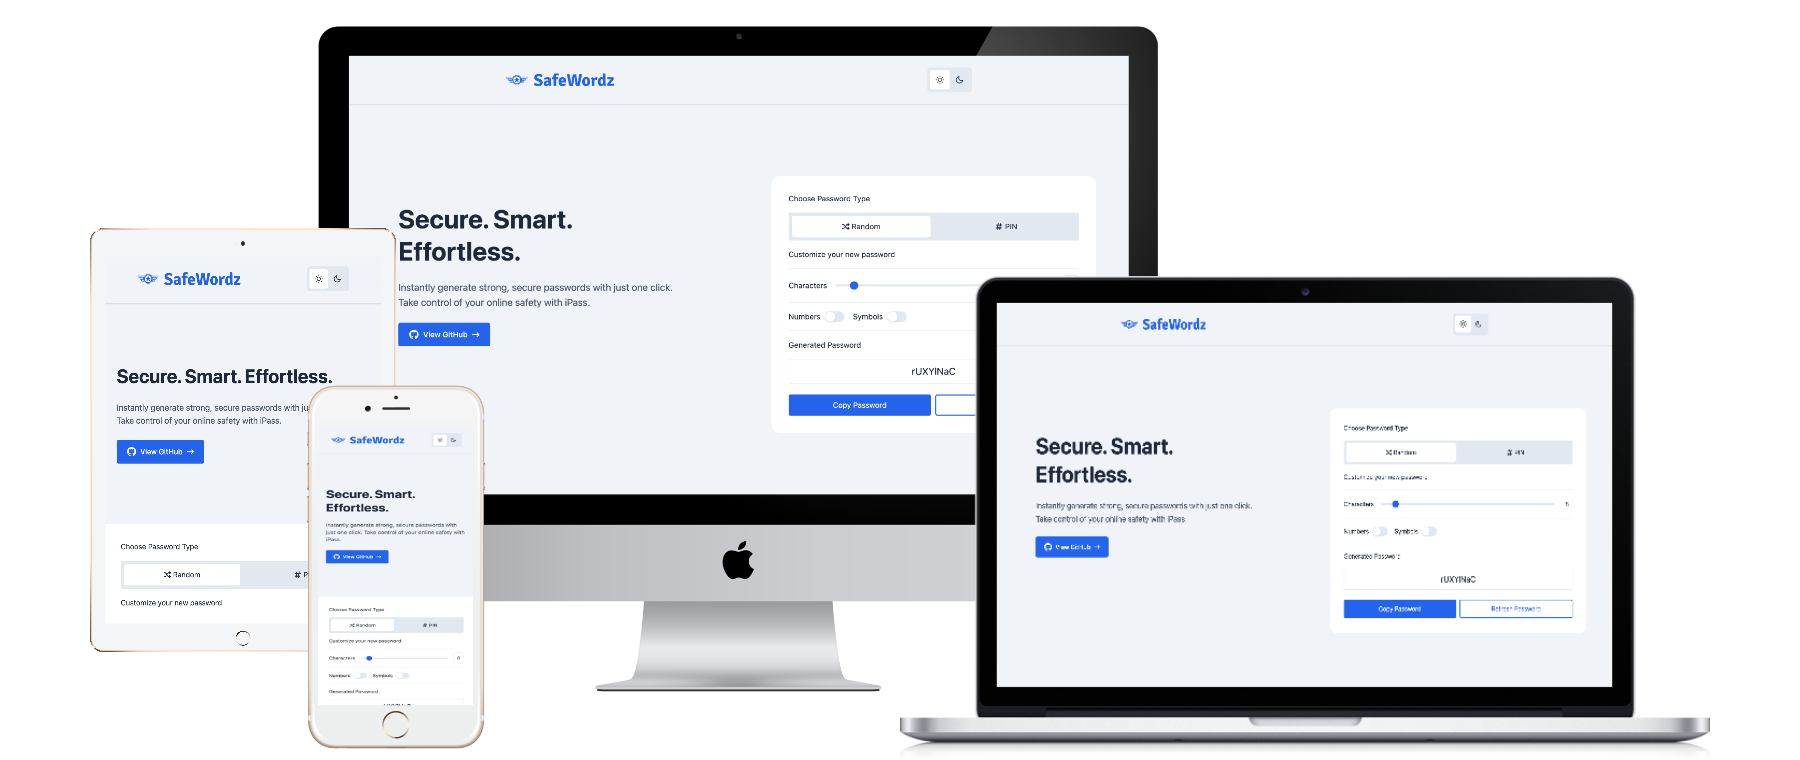 SafeWordz
Secure. Smart.
Effortless.
Instantly generate strong, secure passwords with just one click.
Take control of your online safety with iPass.
View GitHub →
Choose Password Type
Random
# PIN
Customize your new password
Characters
Numbers
Symbols
Generated Password
rUXYlNaC
Copy Password
SafeWordz
Secure. Smart. Effortless.
Instantly generate strong, secure passwords with
Take control of your online safety with iPass.
View GitHub →
Choose Password Type
Random
#
Customize your new password
SafeWordz
Secure. Smart.
Effortless.
Instantly generate strong, secure passwords with
just one click. Take control of your online safety with
iPass.
View GitHub →
Choose Password Type
Random
# PIN
Customize your new password
Characters
Numbers
Symbols
Generated Password
SafeWordz
Secure. Smart.
Effortless.
Instantly generate strong, secure passwords with just one click.
Take control of your online safety with iPass.
View GitHub →
Choose Password Type
Random
# PIN
Customize your new password
Characters
Numbers
Symbols
Generated Password
rUXYlNaC
Copy Password
Refresh Password